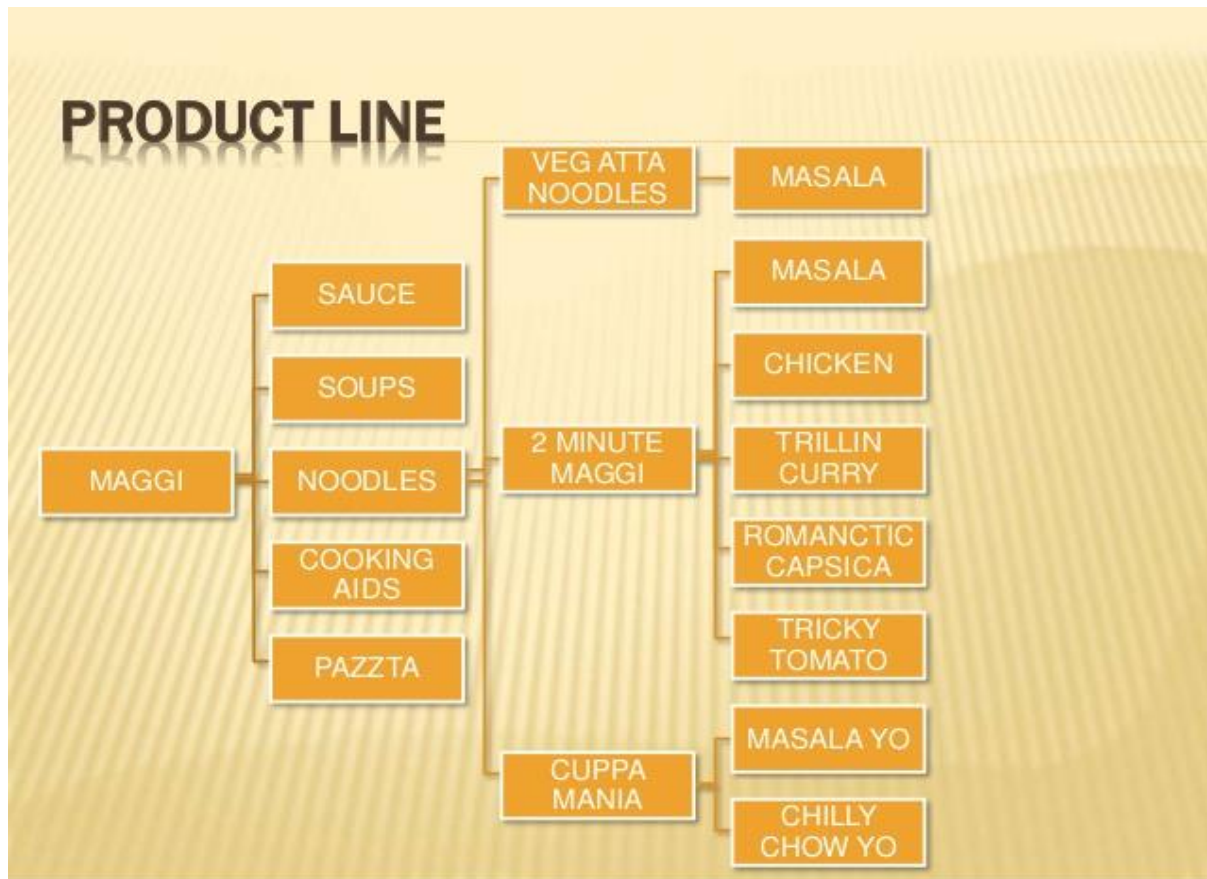 PRODUCT LINE
VEG ATTA
NOODLES
MASALA
SAUCE
SOUPS
MAGGI
NOODLES
COOKING
AIDS
PAZZTA
2 MINUTE
MAGGI
MASALA
CHICKEN
TRILLIN
CURRY
ROMANCTIC
CAPSICA
TRICKY
TOMATO
CUPPA
MANIA
MASALA YO
CHILLY
CHOW YO